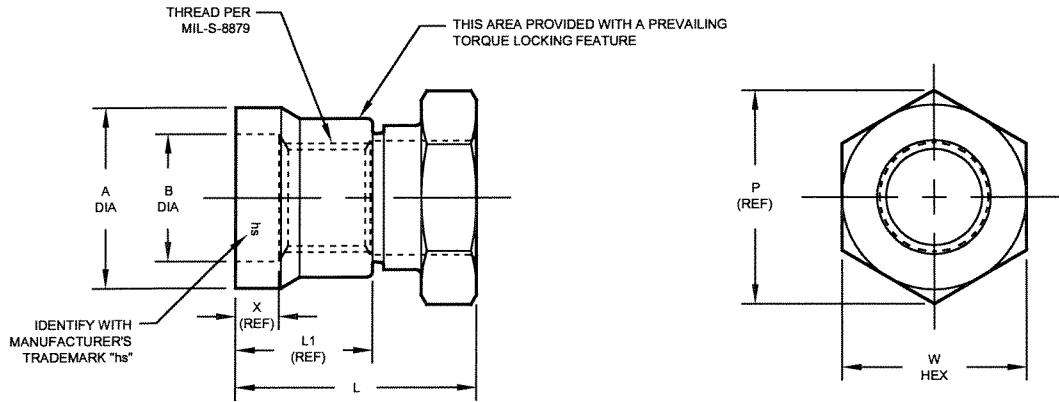 THREAD PER
MIL-S-8879
THIS AREA PROVIDED WITH A PREVAILING
TORQUE LOCKING FEATURE
A
DIA
B
DIA
hs
X
(REF)
L1
(REF)
L
IDENTIFY WITH
MANUFACTURER'S
TRADEMARK "hs"
P
(REF)
W
HEX